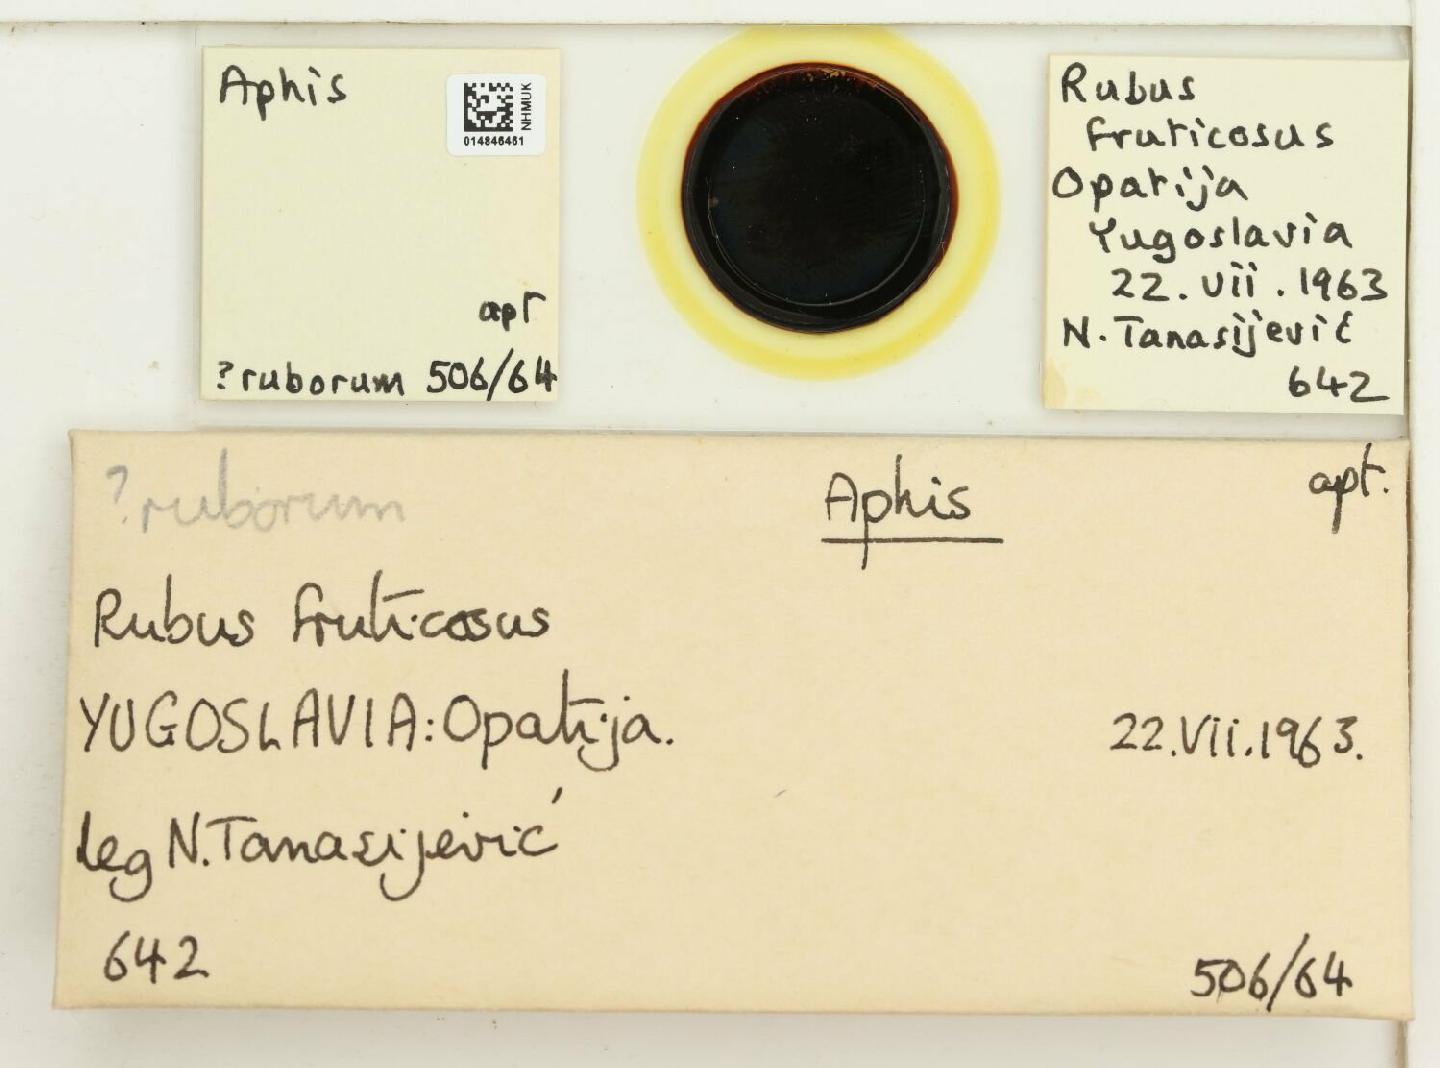 Aphis
NHMUK
014846451
apt
?ruborum 506/64
Rubus
fruticosus
Opatija
Yugoslavia
22.vii.1963
N.Tanasijević
642
?ruborum
Aphis
apt.
Rubus fruticosus
YUGOSLAVIA:Opatija.
22.vii.1963.
leg N.Tanasijević
642
506/64